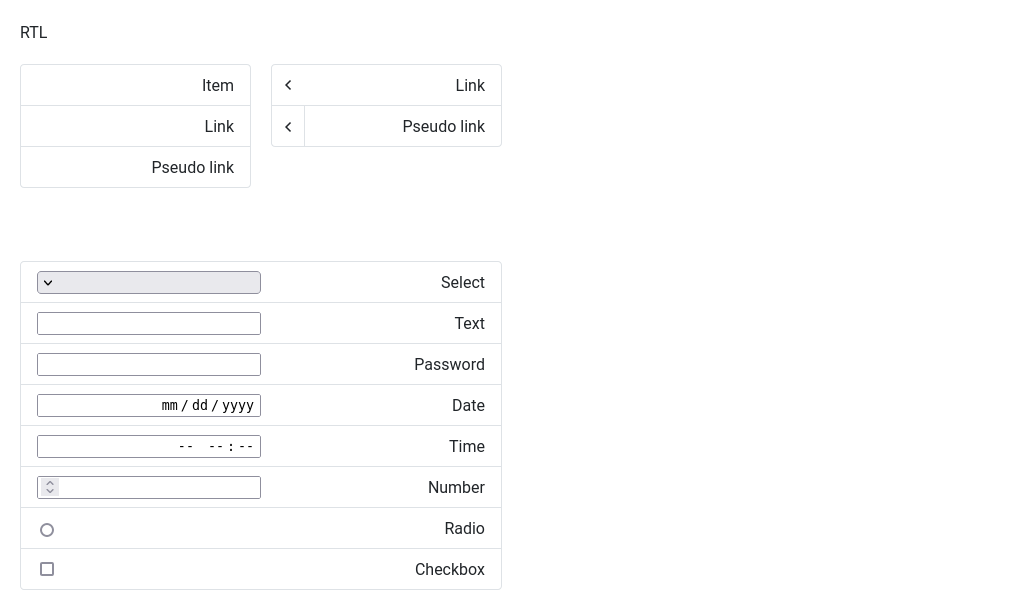 RTL
Item
Link
Pseudo link
Link
Pseudo link
Select
Text
Password
Date mm/dd/yyyy
Time -- --:--
Number
Radio
Checkbox